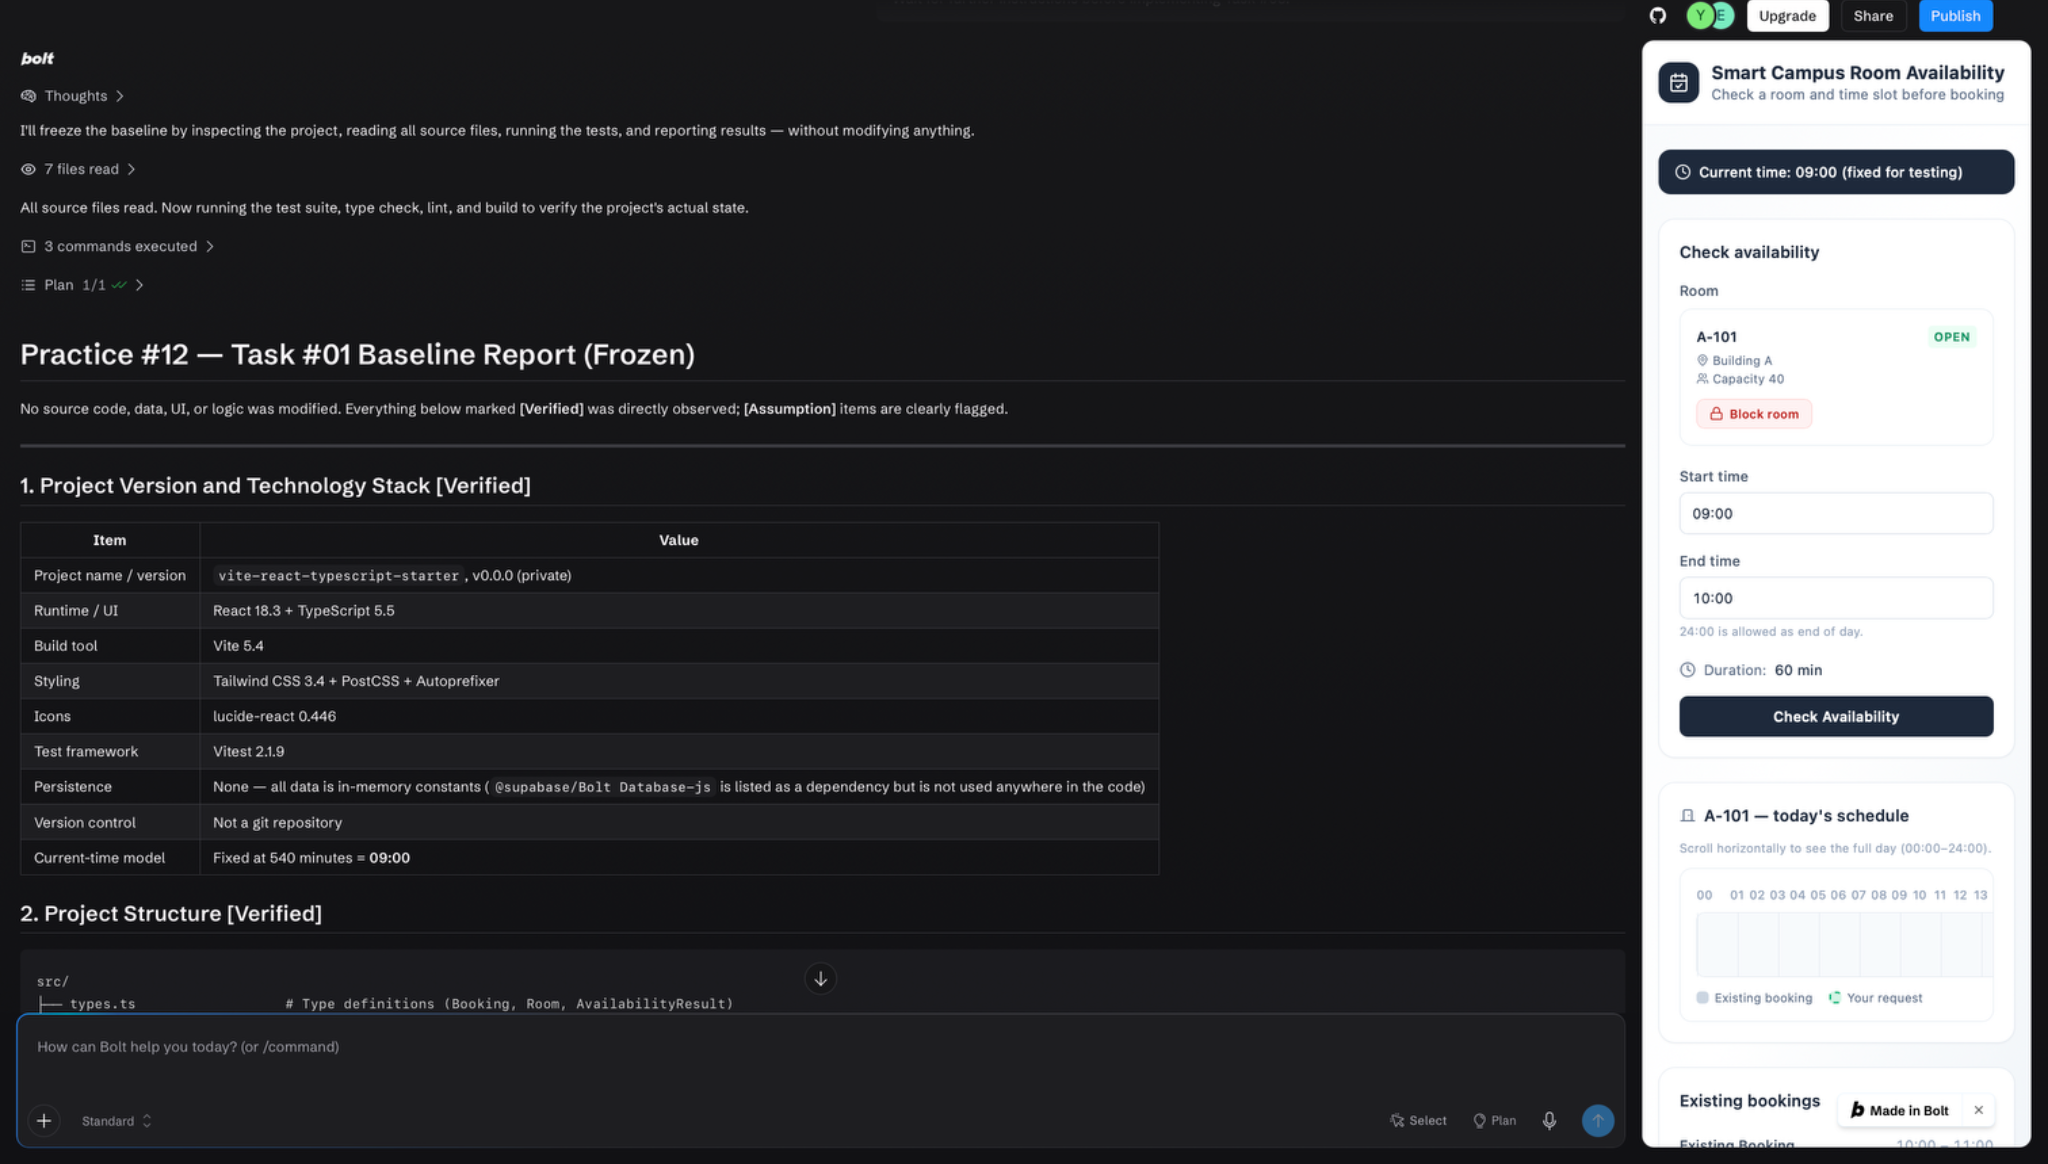 bolt
Thoughts
I'll freeze the baseline by inspecting the project, reading all source files, running the tests, and reporting results — without modifying anything.
7 files read
All source files read. Now running the test suite, type check, lint, and build to verify the project's actual state.
3 commands executed
Plan 1/1
Practice #12 — Task #01 Baseline Report (Frozen)
No source code, data, UI, or logic was modified. Everything below marked [Verified] was directly observed; [Assumption] items are clearly flagged.
1. Project Version and Technology Stack [Verified]
Item Value
Project name / version vite-react-typescript-starter, v0.0.0 (private)
Runtime / UI React 18.3 + TypeScript 5.5
Build tool Vite 5.4
Styling Tailwind CSS 3.4 + PostCSS + Autoprefixer
Icons lucide-react 0.446
Test framework Vitest 2.1.9
Persistence None — all data is in-memory constants ( @supabase/Bolt Database-js is listed as a dependency but is not used anywhere in the code)
Version control Not a git repository
Current-time model Fixed at 540 minutes = 09:00
2. Project Structure [Verified]
src/
├── types.ts # Type definitions (Booking, Room, AvailabilityResult)
How can Bolt help you today? (or /command)
Standard
Select
Plan
Y E
Upgrade
Share
Publish
Smart Campus Room Availability
Check a room and time slot before booking
Current time: 09:00 (fixed for testing)
Check availability
Room
A-101 OPEN
Building A
Capacity 40
Block room
Start time
09:00
End time
10:00
24:00 is allowed as end of day.
Duration: 60 min
Check Availability
A-101 — today's schedule
Scroll horizontally to see the full day (00:00–24:00).
00 01 02 03 04 05 06 07 08 09 10 11 12 13
Existing booking Your request
Existing bookings
Made in Bolt
Existing Booking 10:00 – 11:00